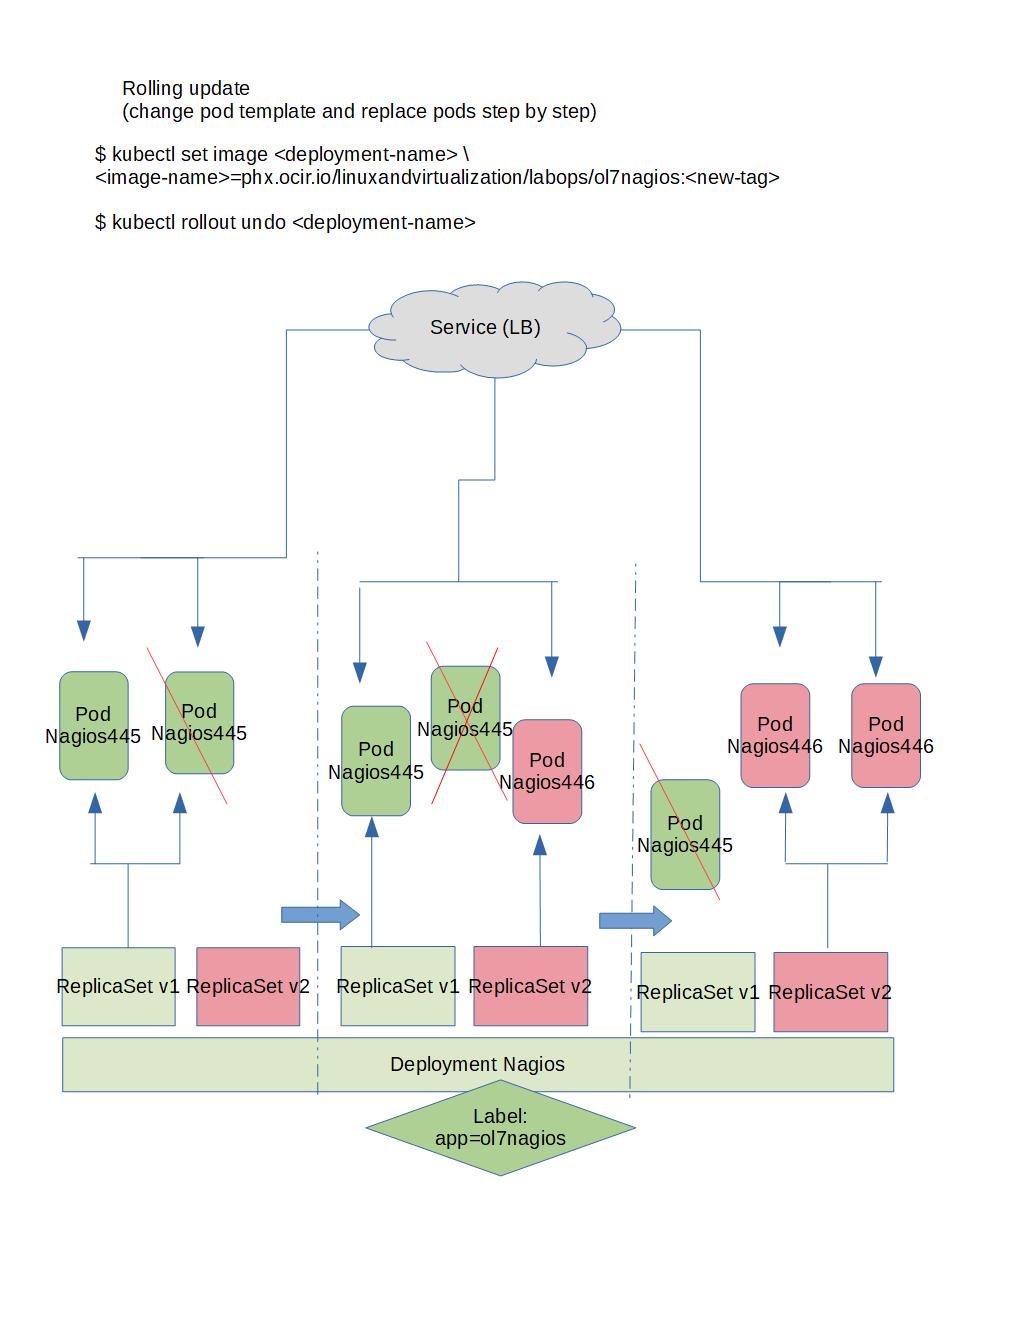 Rolling update
(change pod template and replace pods step by step)
$ kubectl set image <deployment-name> \
<image-name>=phx.ocir.io/linuxandvirtualization/labops/ol7nagios:<new-tag>
$ kubectl rollout undo <deployment-name>
Service (LB)
Pod
Nagios445
Pod
Nagios445
Pod
Nagios445
Pod
Nagios445
Pod
Nagios446
Pod
Nagios445
Pod
Nagios446
Pod
Nagios446
ReplicaSet v1
ReplicaSet v2
ReplicaSet v1
ReplicaSet v2
ReplicaSet v1
ReplicaSet v2
Deployment Nagios
Label:
app=ol7nagios